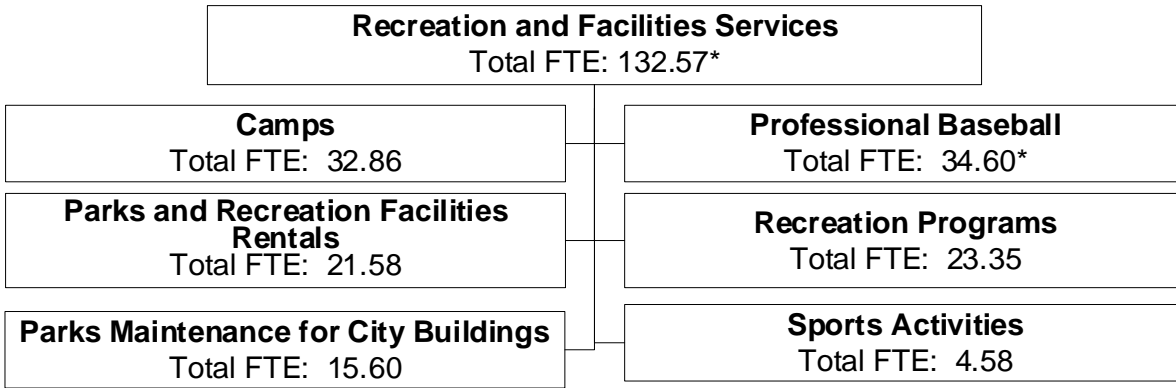 Recreation and Facilities Services
Total FTE: 132.57*
Camps
Total FTE: 32.86
Professional Baseball
Total FTE: 34.60*
Parks and Recreation Facilities
Rentals
Total FTE: 21.58
Recreation Programs
Total FTE: 23.35
Parks Maintenance for City Buildings
Total FTE: 15.60
Sports Activities
Total FTE: 4.58